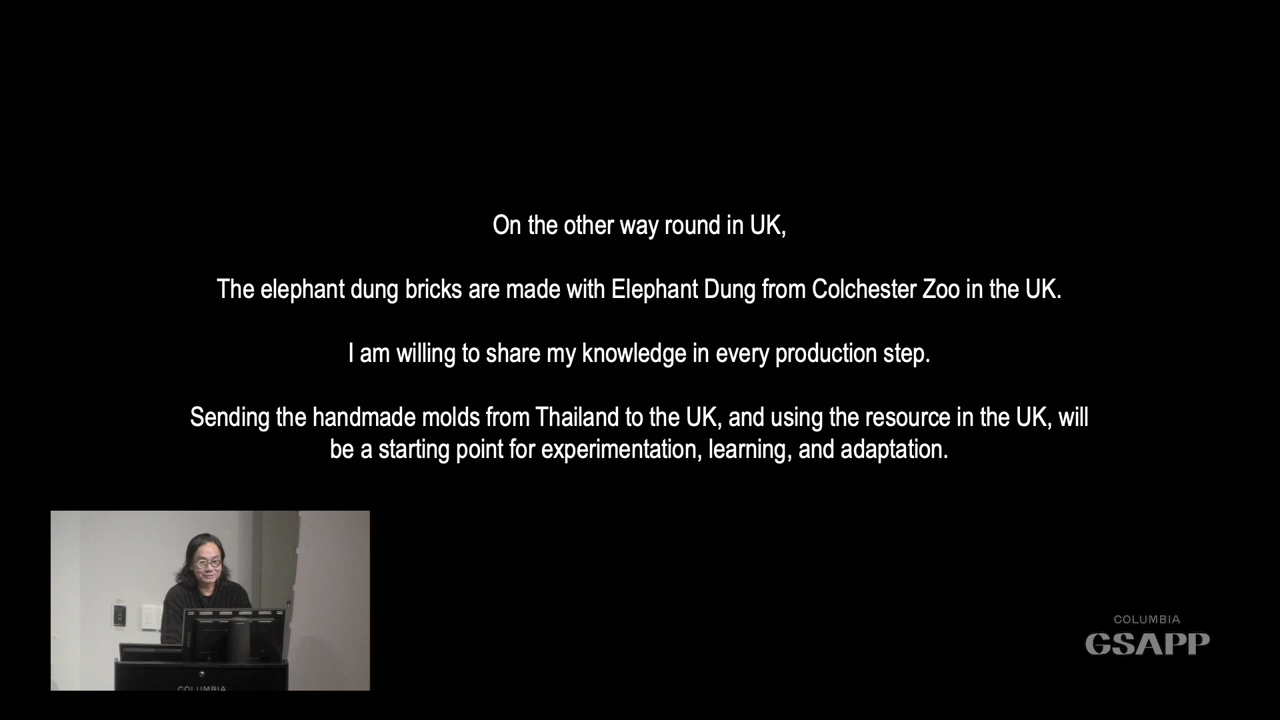 On the other way round in UK,
The elephant dung bricks are made with Elephant Dung from Colchester Zoo in the UK.
I am willing to share my knowledge in every production step.
Sending the handmade molds from Thailand to the UK, and using the resource in the UK, will
be a starting point for experimentation, learning, and adaptation.
COLUMBIA
COLUMBIA
GSAPP